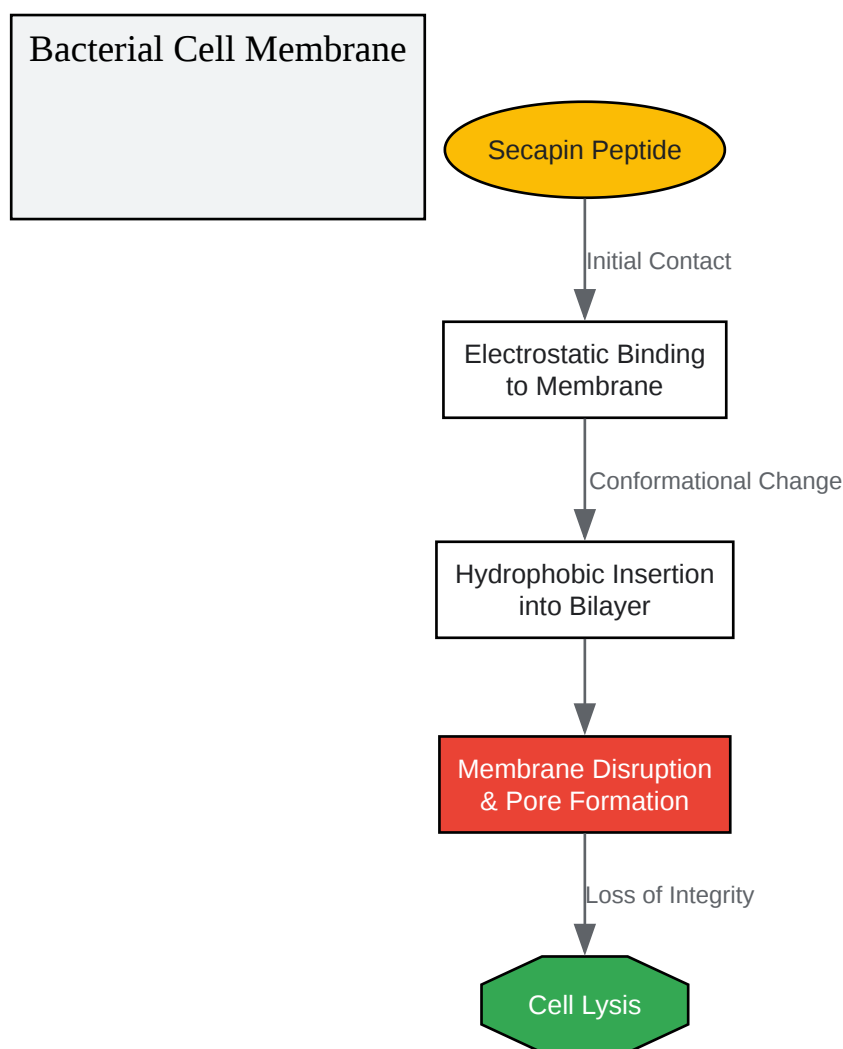 Bacterial Cell Membrane
Secapin Peptide
Initial Contact
Electrostatic Binding
to Membrane
Conformational Change
Hydrophobic Insertion
into Bilayer
Membrane Disruption
& Pore Formation
Loss of Integrity
Cell Lysis